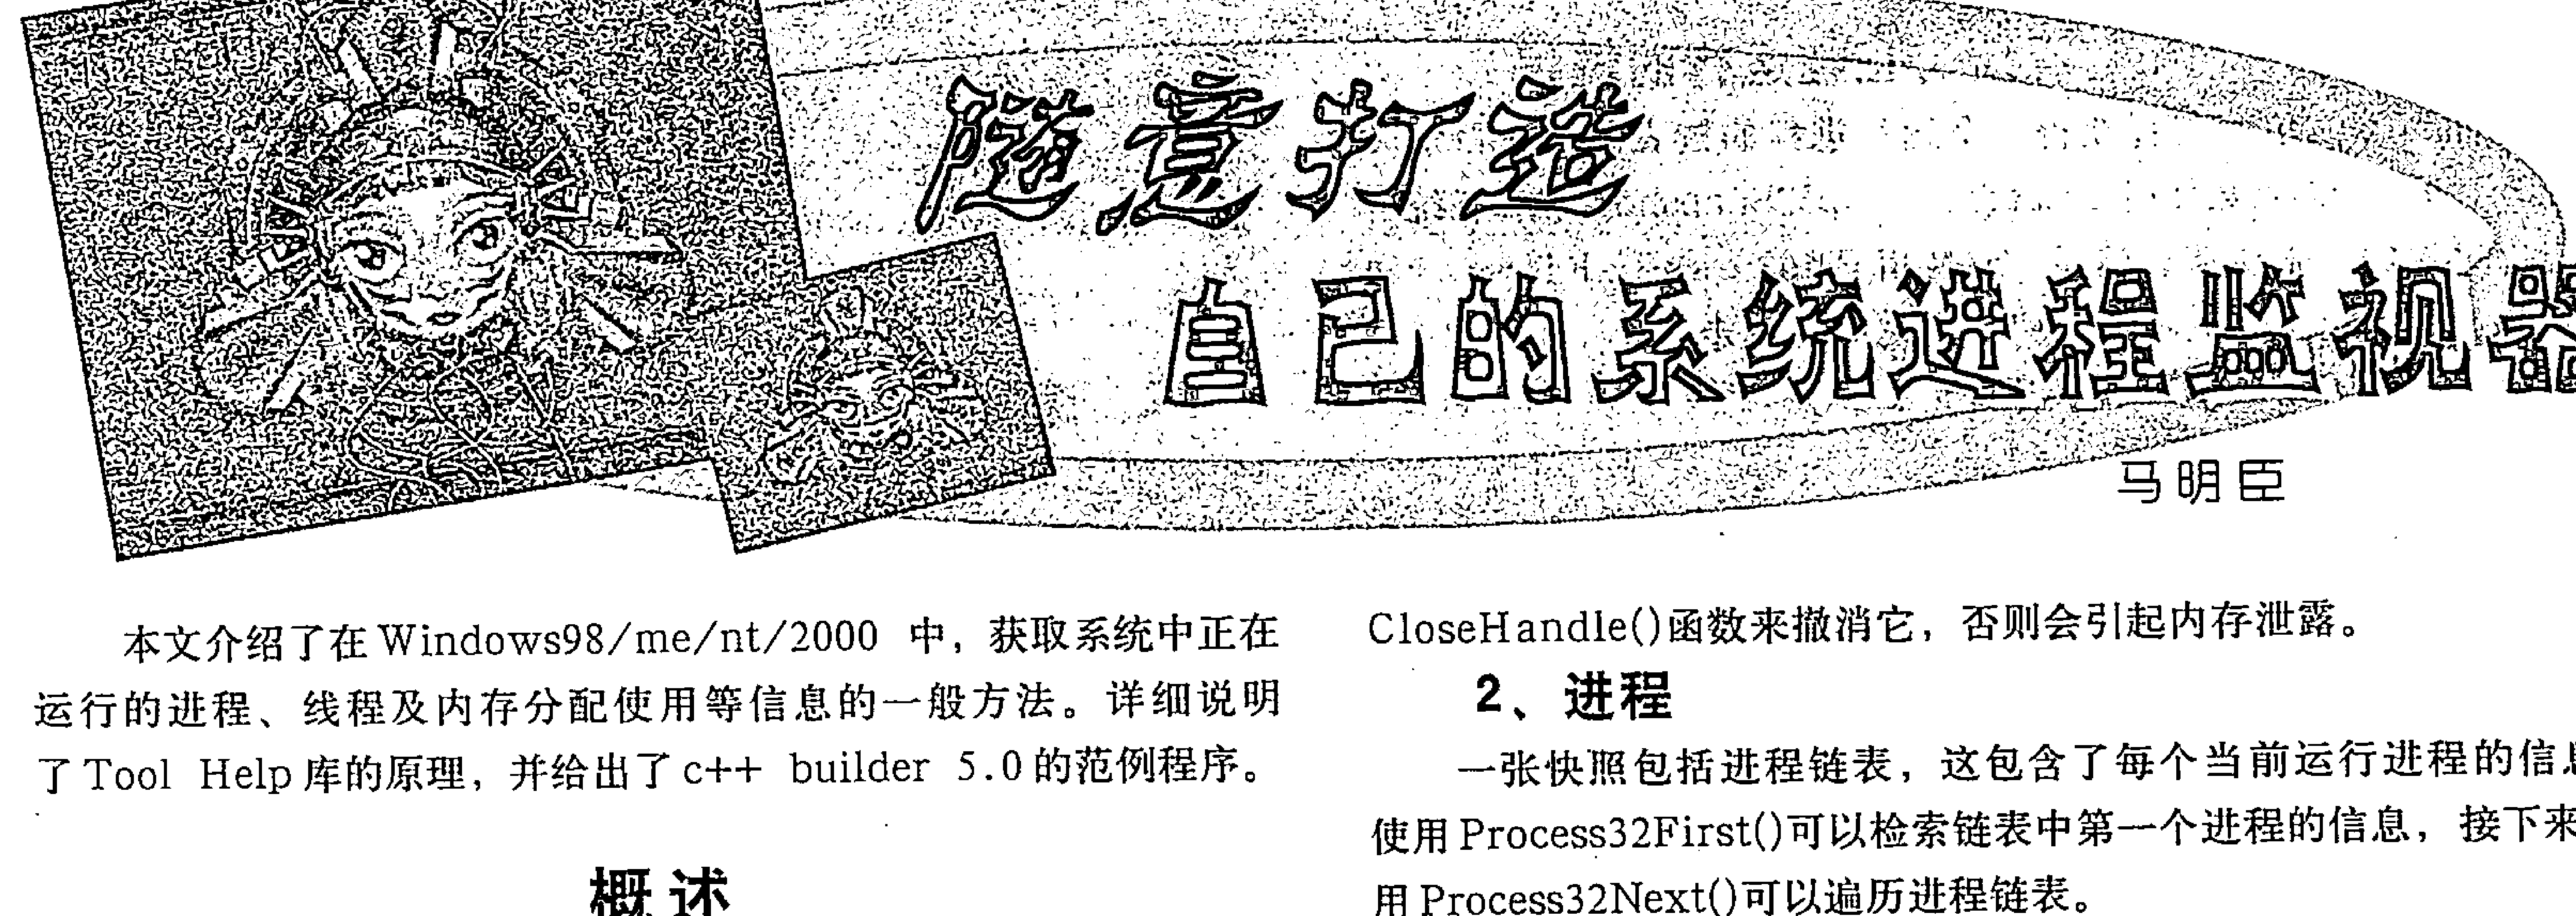 随意打造
自己的系统进程监视器
马明臣
本文介绍了在Windows98/me/nt/2000 中，获取系统中正在
运行的进程、线程及内存分配使用等信息的一般方法。详细说明
了Tool Help库的原理，并给出了c++ builder 5.0的范例程序。
概述
CloseHandle()函数来撤消它，否则会引起内存泄露。
2、进程
一张快照包括进程链表，这包含了每个当前运行进程的信息
使用Process32First()可以检索链表中第一个进程的信息，接下来
用Process32Next()可以遍历进程链表。